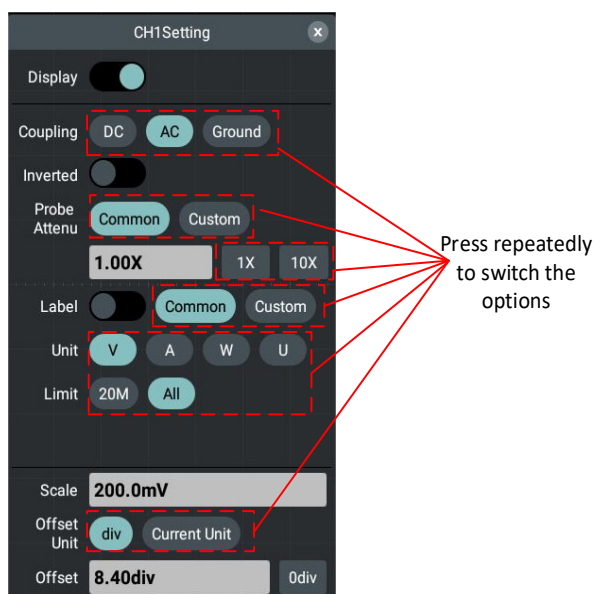 CH1Setting x
Display
Coupling DC AC Ground
Inverted
Probe
Attenu Common Custom
1.00X 1X 10X
Label Common Custom
Unit V A W U
Limit 20M All
Scale 200.0mV
Offset
Unit div Current Unit
Offset 8.40div 0div
Press repeatedly
to switch the
options